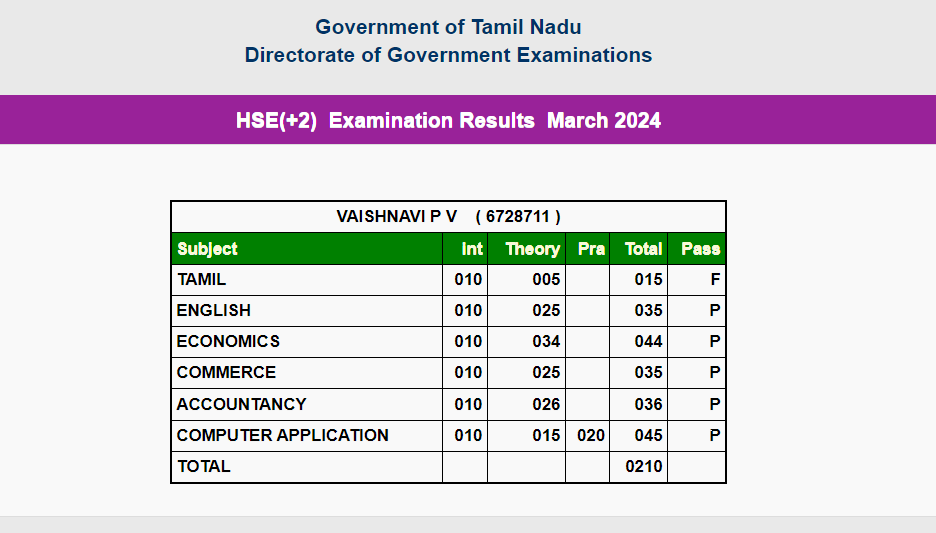 Government of Tamil Nadu
Directorate of Government Examinations
HSE(+2) Examination Results March 2024
VAISHNAVI P V ( 6728711 )
Subject Int Theory Pra Total Pass
TAMIL 010 005 015 F
ENGLISH 010 025 035 P
ECONOMICS 010 034 044 P
COMMERCE 010 025 035 P
ACCOUNTANCY 010 026 036 P
COMPUTER APPLICATION 010 015 020 045 P
TOTAL 0210